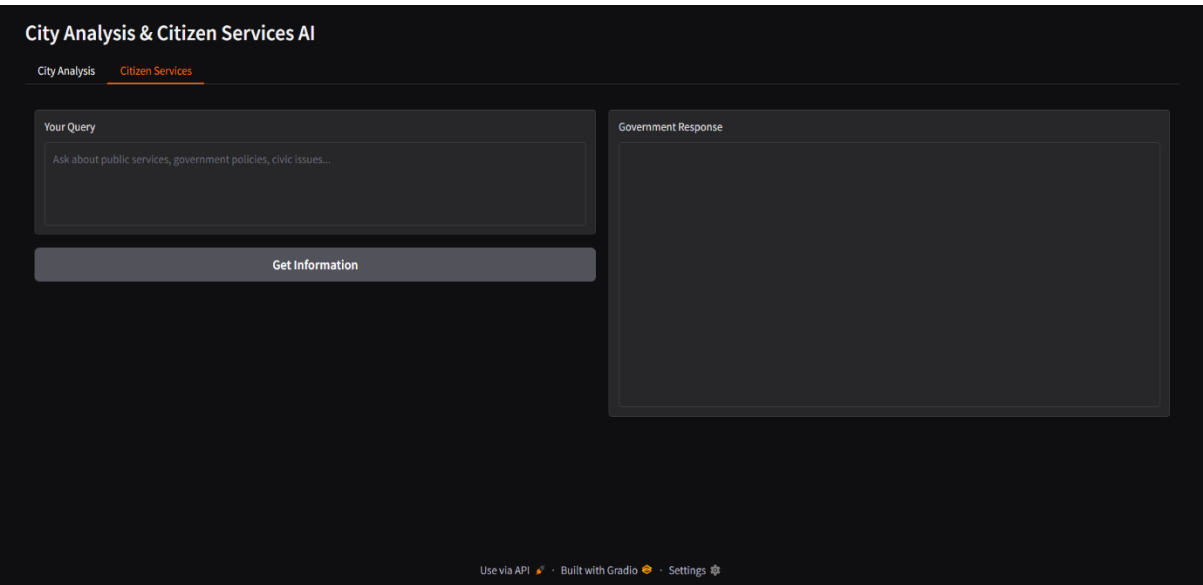 City Analysis & Citizen Services AI
City Analysis Citizen Services
Your Query
Ask about public services, government policies, civic issues...
Get Information
Government Response
Use via API 🚀 · Built with Gradio · Settings ⚙